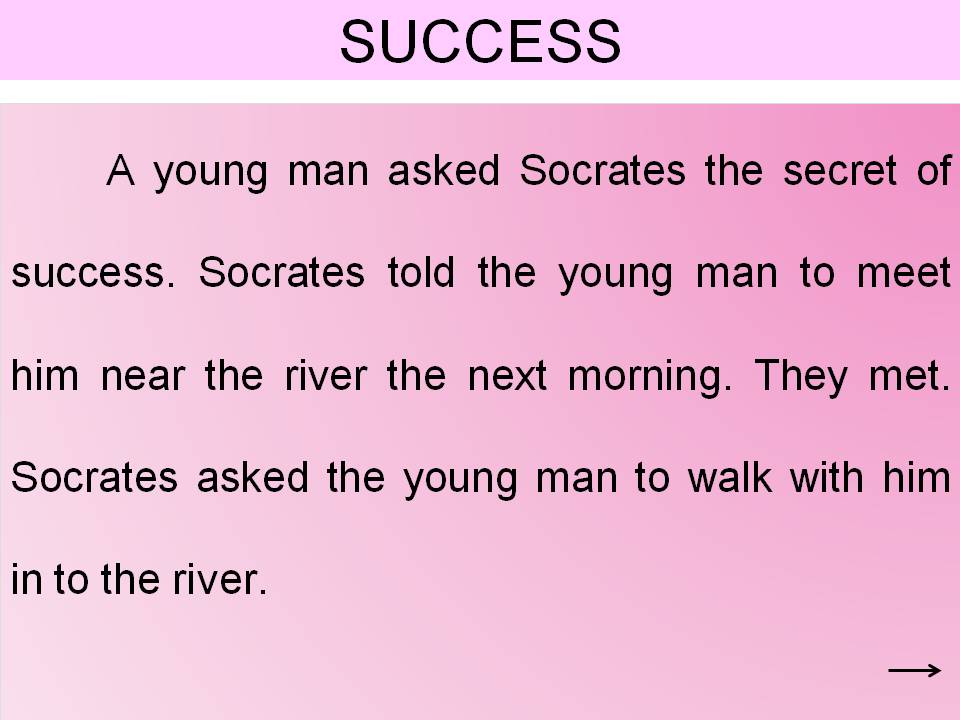 SUCCESS
A young man asked Socrates the secret of
success. Socrates told the young man to meet
him near the river the next morning. They met.
Socrates asked the young man to walk with him
in to the river.